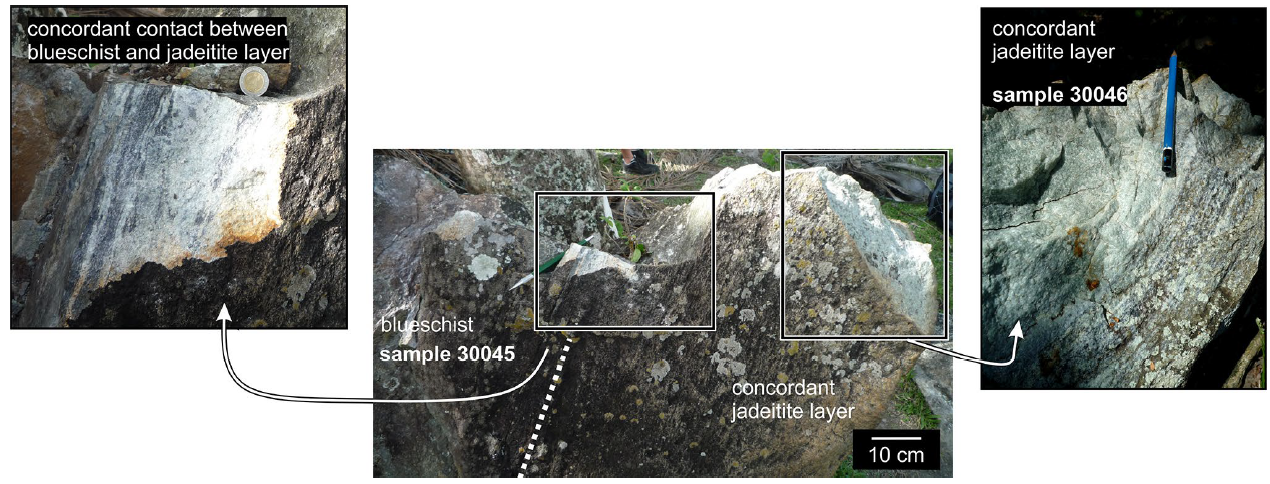 concordant contact between
blueschist and jadeitite layer
concordant
jadeitite layer
sample 30046
blueschist
sample 30045
concordant
jadeitite layer
10 cm